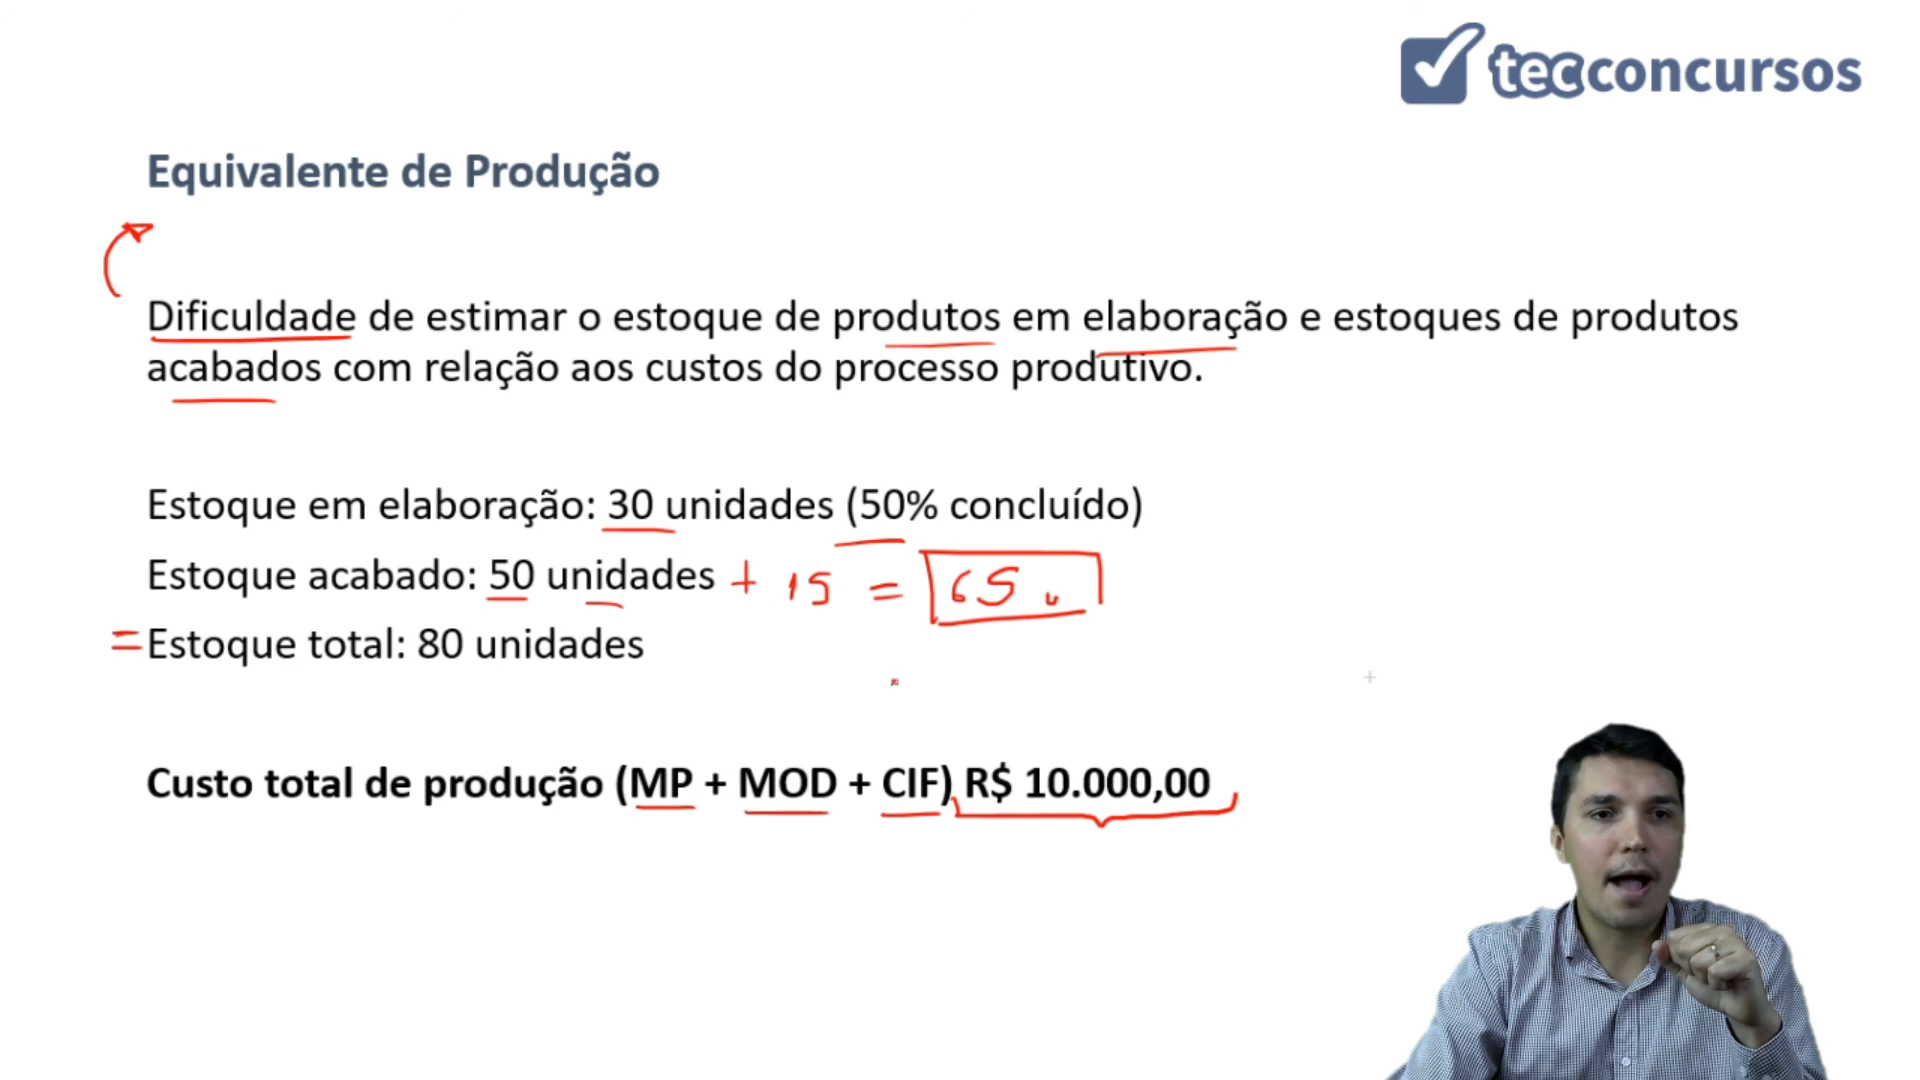 tecconcursos
Equivalente de Produção
Dificuldade de estimar o estoque de produtos em elaboração e estoques de produtos
acabados com relação aos custos do processo produtivo.
Estoque em elaboração: 30 unidades (50% concluído)
Estoque acabado: 50 unidades + 15 = 65 u
= Estoque total: 80 unidades
Custo total de produção (MP + MOD + CIF) R$ 10.000,00